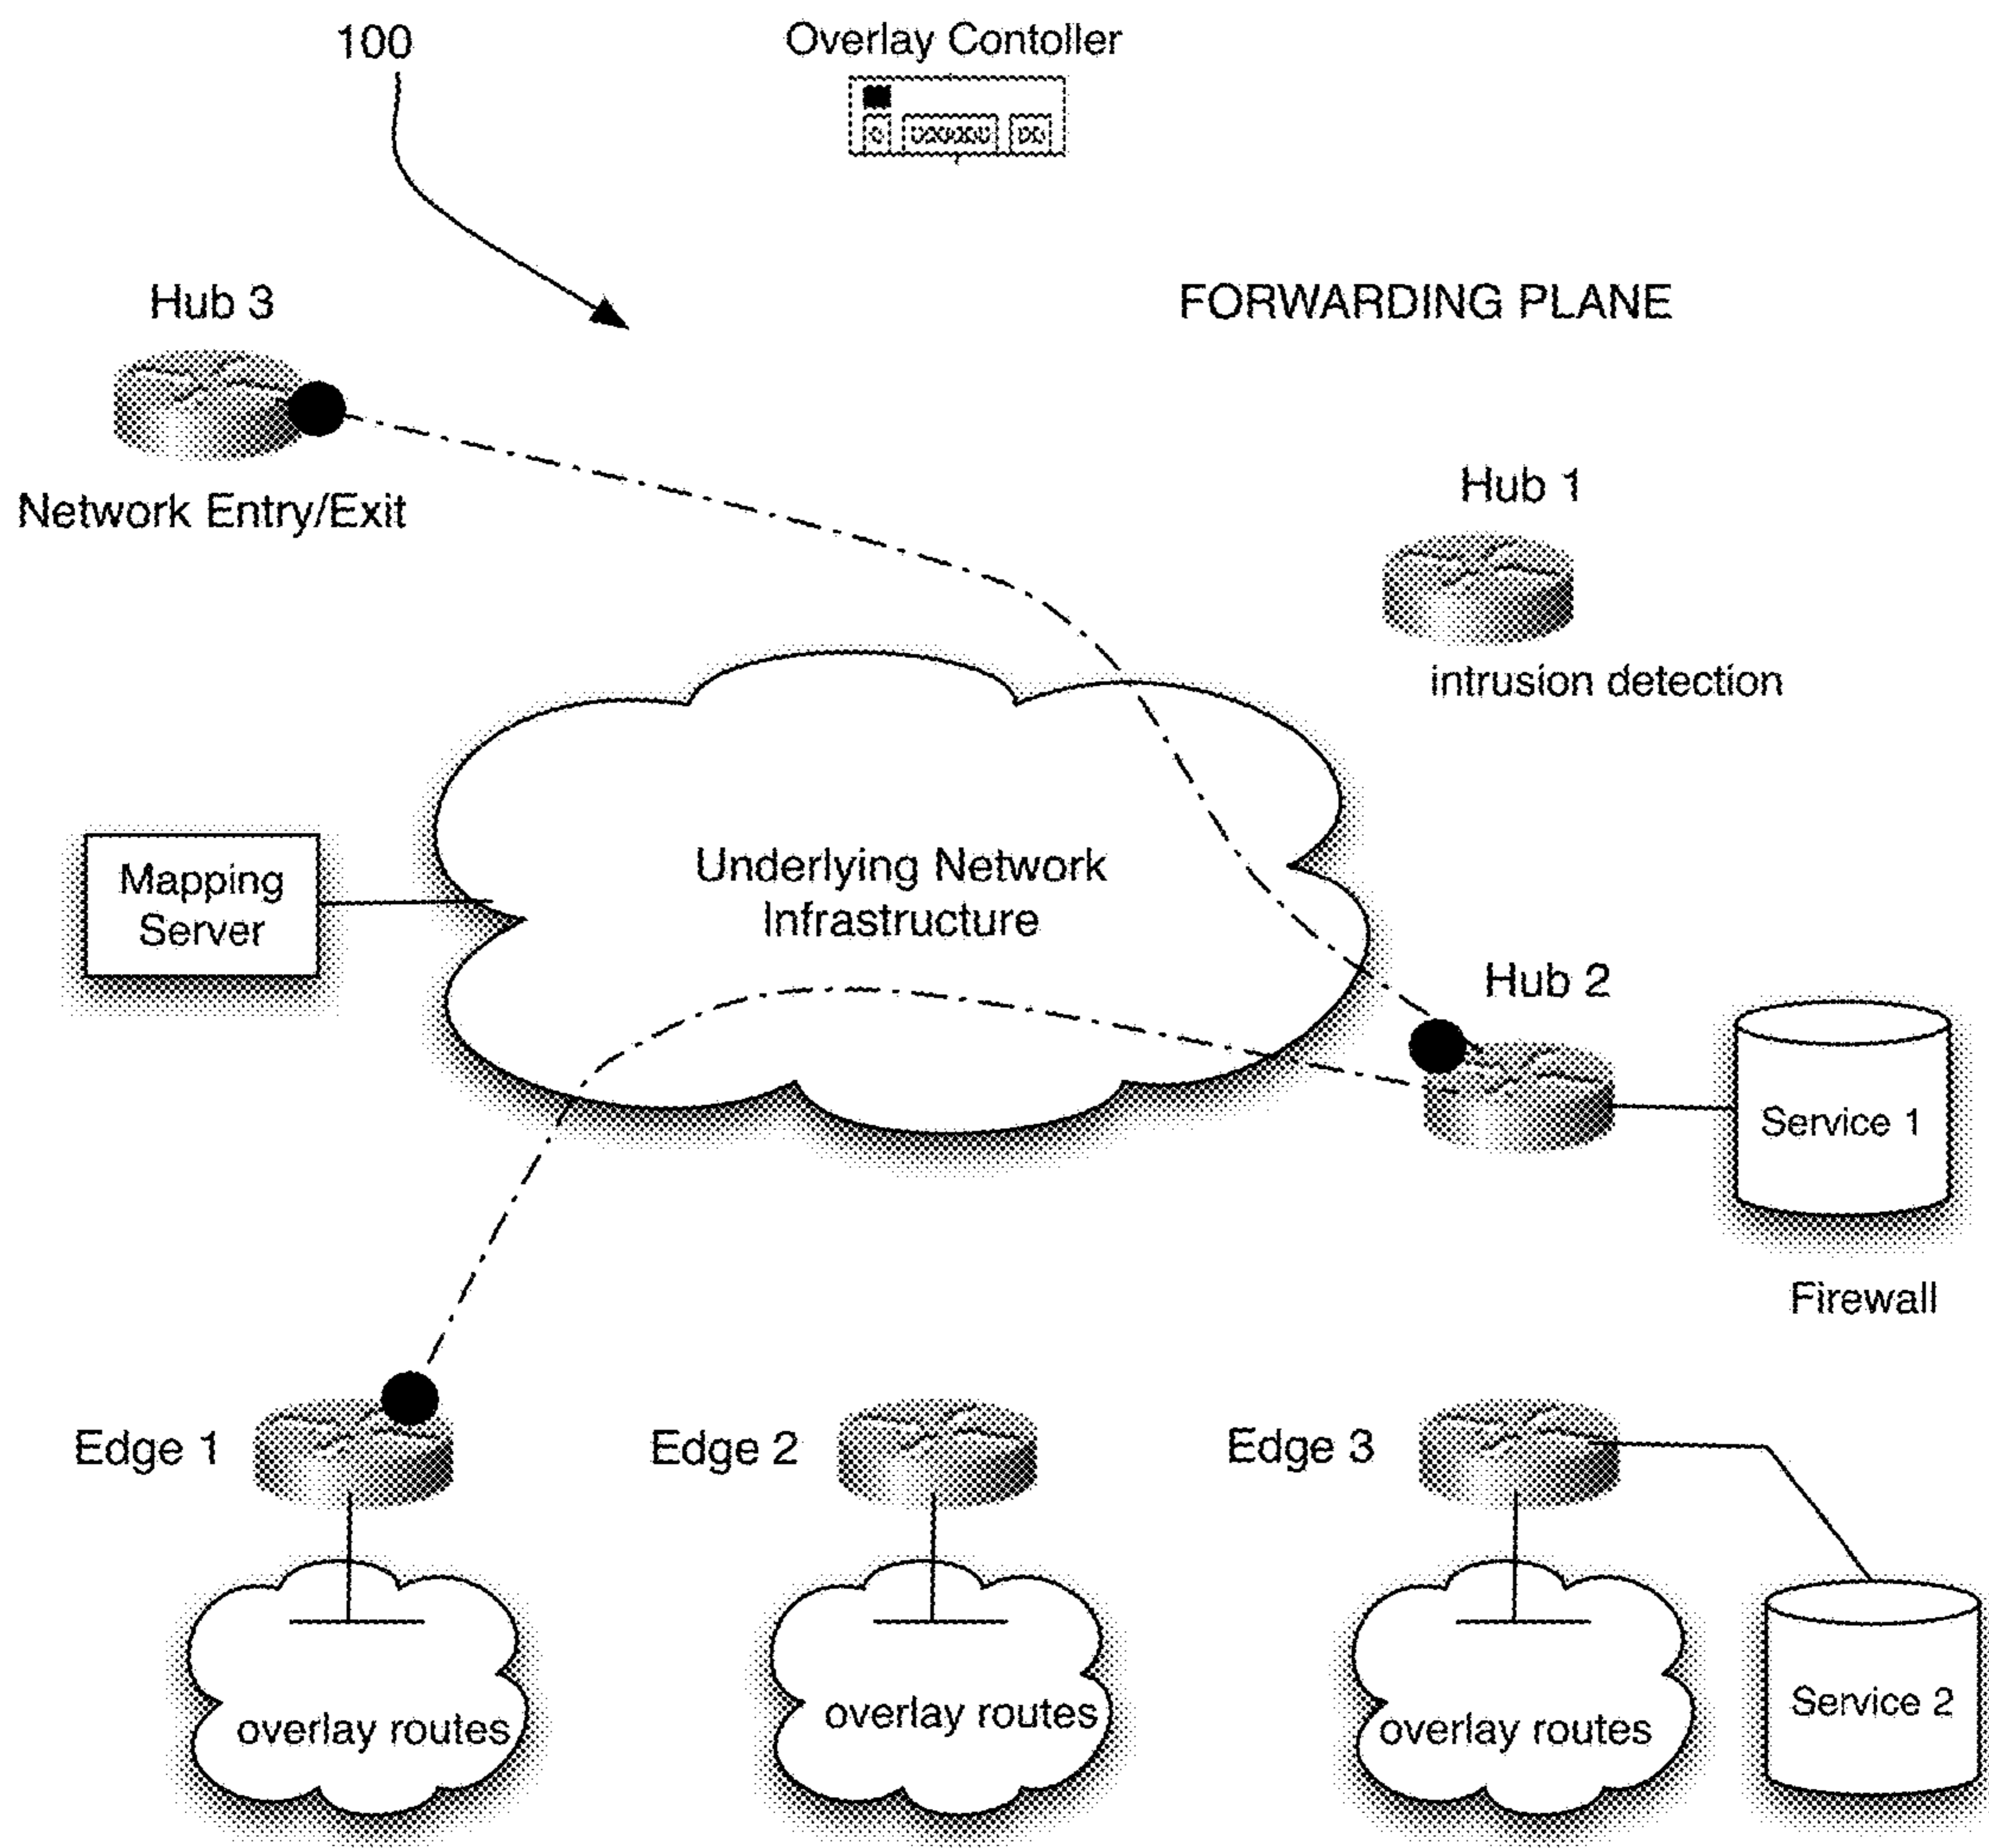 100
Overlay Contoller
Hub 3
FORWARDING PLANE
Network Entry/Exit
Hub 1
intrusion detection
Underlying Network
Infrastructure
Mapping
Server
Hub 2
Service 1
Firewall
Edge 1
Edge 2
Edge 3
overlay routes
overlay routes
overlay routes
Service 2